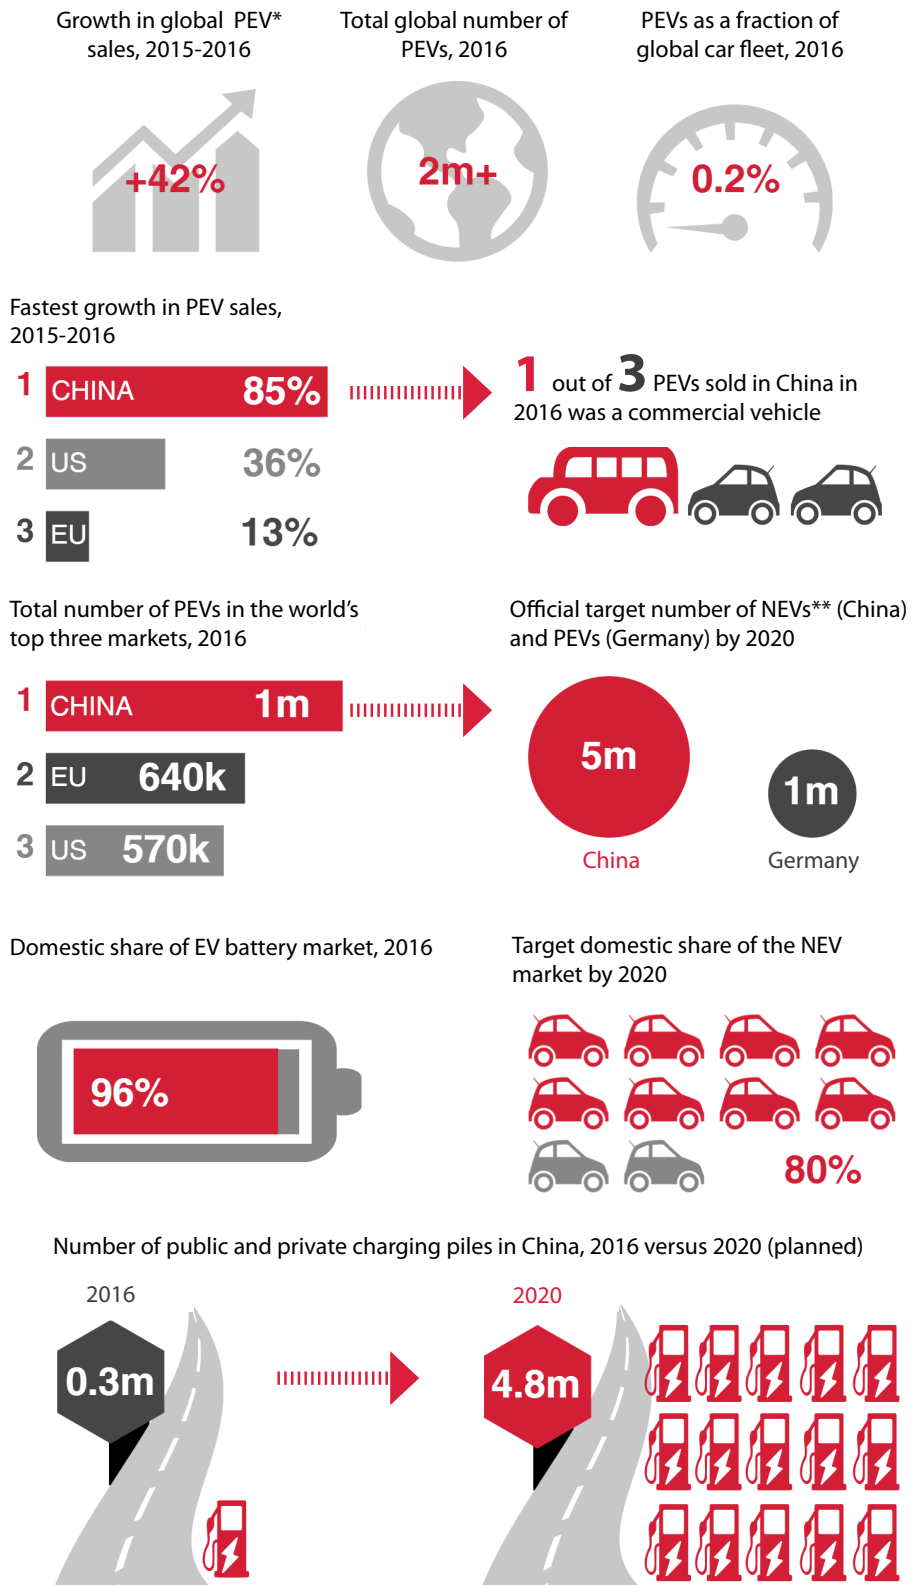 Growth in global PEV*
sales, 2015-2016
Total global number of
PEVs, 2016
PEVs as a fraction of
global car fleet, 2016
+42%
2m+
0.2%
Fastest growth in PEV sales,
2015-2016
1 CHINA 85%
2 US 36%
3 EU 13%
1 out of 3 PEVs sold in China in
2016 was a commercial vehicle
Total number of PEVs in the world's
top three markets, 2016
1 CHINA 1m
2 EU 640k
3 US 570k
Official target number of NEVs** (China)
and PEVs (Germany) by 2020
5m
China
1m
Germany
Domestic share of EV battery market, 2016
96%
Target domestic share of the NEV
market by 2020
80%
Number of public and private charging piles in China, 2016 versus 2020 (planned)
2016
0.3m
2020
4.8m